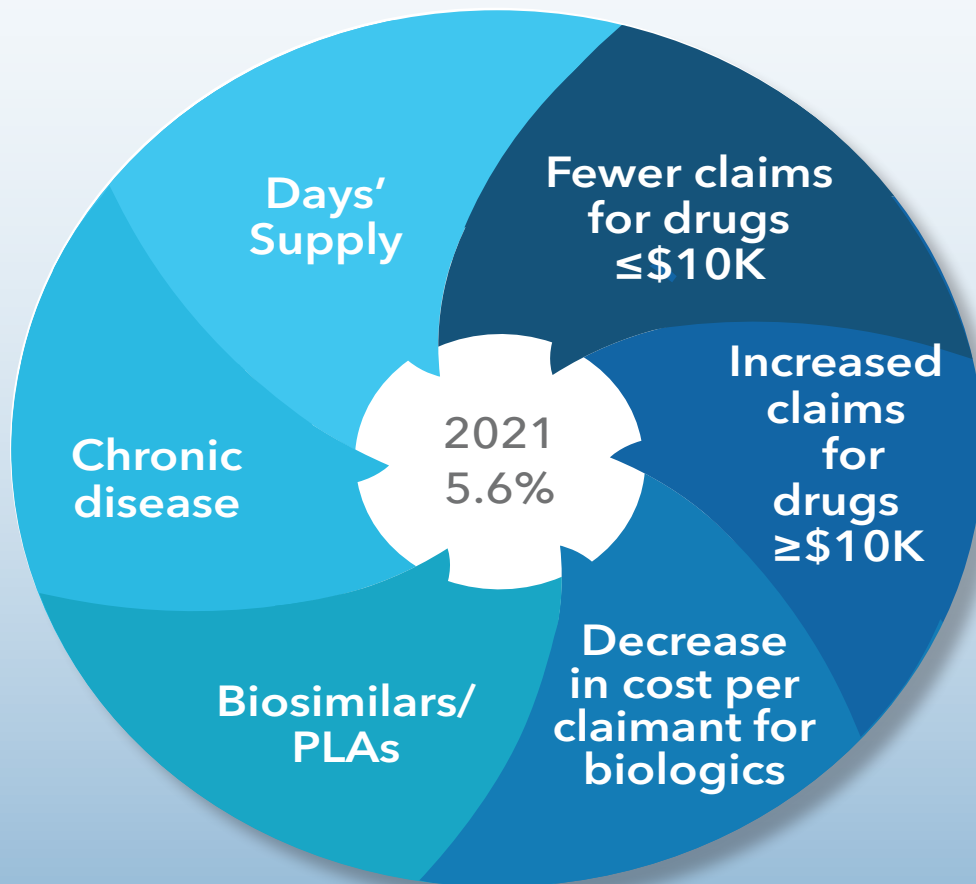 Days’
Supply
Fewer claims
for drugs
≤$10K
Increased
claims
for
drugs
≥$10K
Decrease
in cost per
claimant for
biologics
Biosimilars/
PLAs
Chronic
disease
2021
5.6%